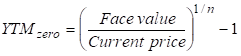 YTM_zero = (Face value / Current price)^1/n − 1